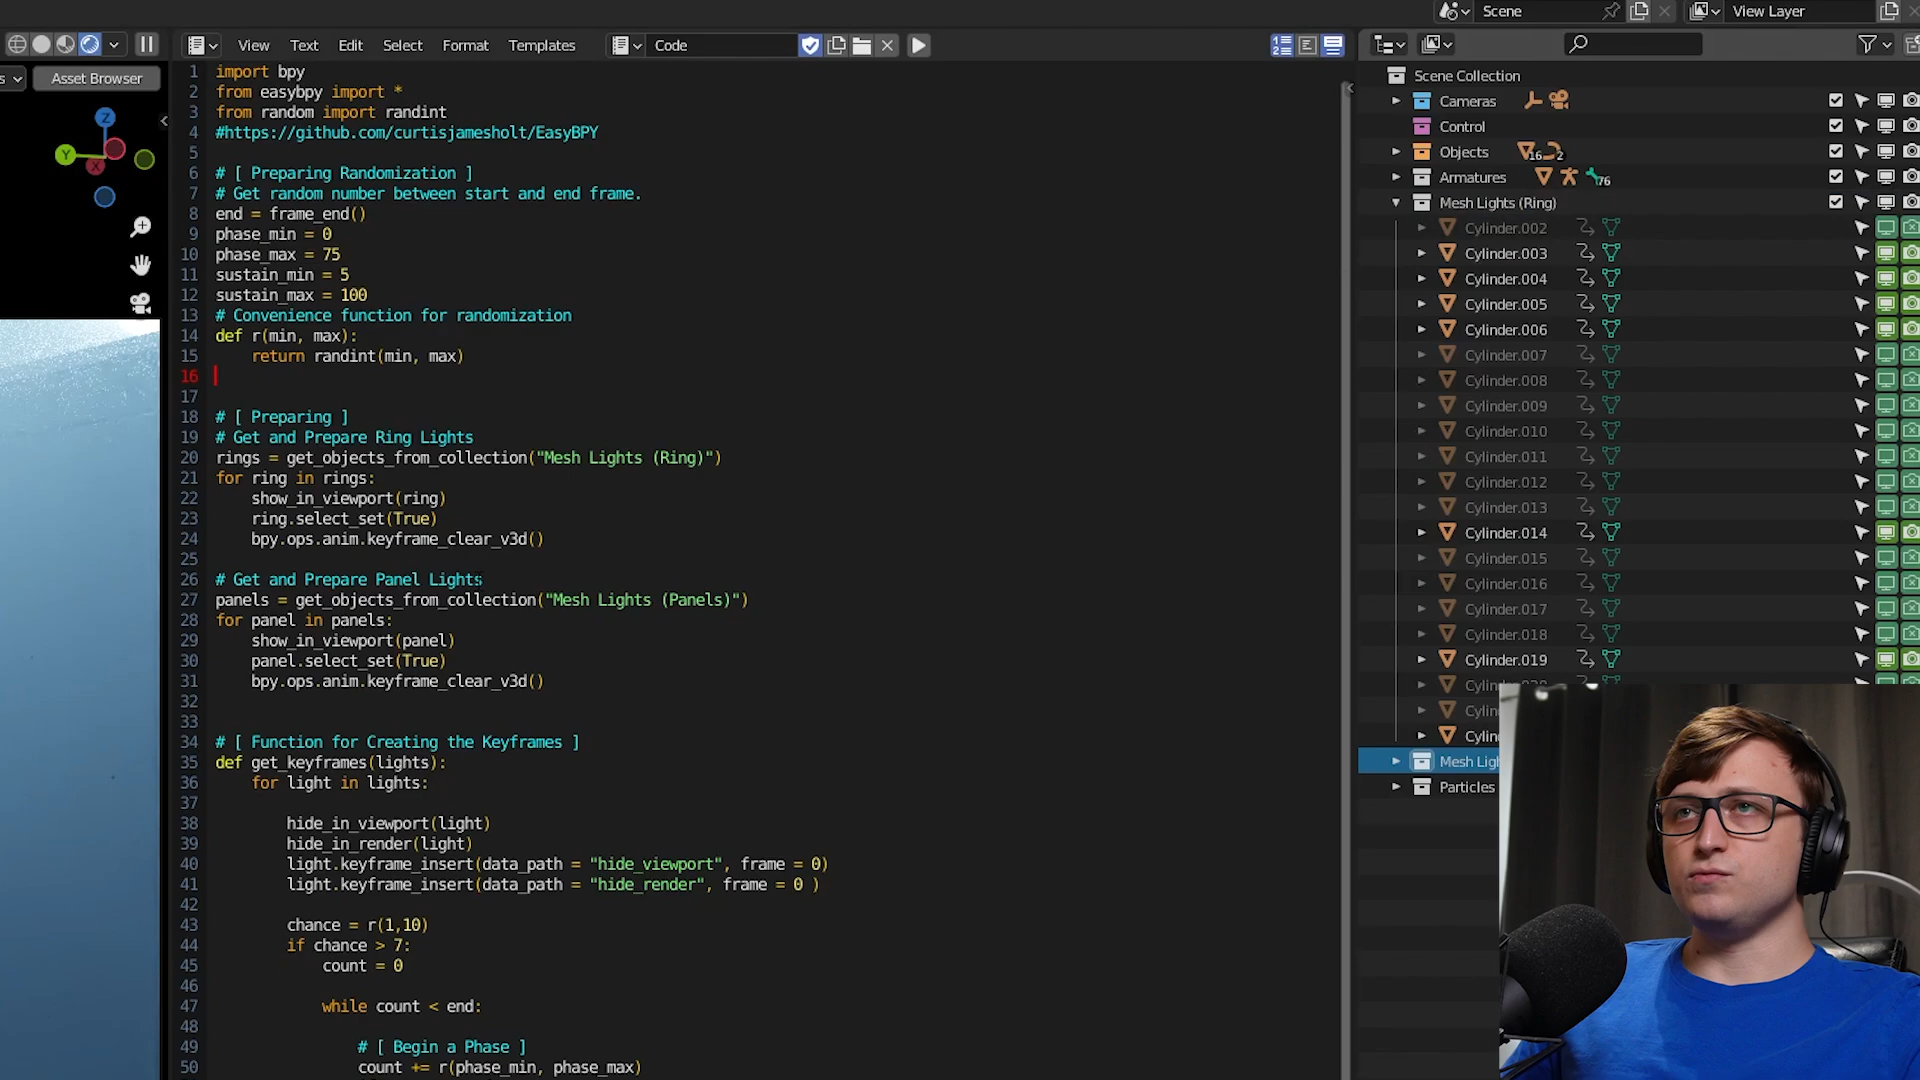 Scene
View Layer
View Text Edit Select Format Templates
Code
Asset Browser
Z
Y
X
1 import bpy
2 from easybpy import *
3 from random import randint
4 #https://github.com/curtisjamesholt/EasyBPY
5
6 # [ Preparing Randomization ]
7 # Get random number between start and end frame.
8 end = frame_end()
9 phase_min = 0
10 phase_max = 75
11 sustain_min = 5
12 sustain_max = 100
13 # Convenience function for randomization
14 def r(min, max):
15 return randint(min, max)
16
17
18 # [ Preparing ]
19 # Get and Prepare Ring Lights
20 rings = get_objects_from_collection("Mesh Lights (Ring)")
21 for ring in rings:
22 show_in_viewport(ring)
23 ring.select_set(True)
24 bpy.ops.anim.keyframe_clear_v3d()
25
26 # Get and Prepare Panel Lights
27 panels = get_objects_from_collection("Mesh Lights (Panels)")
28 for panel in panels:
29 show_in_viewport(panel)
30 panel.select_set(True)
31 bpy.ops.anim.keyframe_clear_v3d()
32
33
34 # [ Function for Creating the Keyframes ]
35 def get_keyframes(lights):
36 for light in lights:
37
38 hide_in_viewport(light)
39 hide_in_render(light)
40 light.keyframe_insert(data_path = "hide_viewport", frame = 0)
41 light.keyframe_insert(data_path = "hide_render", frame = 0 )
42
43 chance = r(1,10)
44 if chance > 7:
45 count = 0
46
47 while count < end:
48
49 # [ Begin a Phase ]
50 count += r(phase_min, phase_max)
Scene Collection
Cameras
Control
Objects 16 2
Armatures 76
Mesh Lights (Ring)
Cylinder.002
Cylinder.003
Cylinder.004
Cylinder.005
Cylinder.006
Cylinder.007
Cylinder.008
Cylinder.009
Cylinder.010
Cylinder.011
Cylinder.012
Cylinder.013
Cylinder.014
Cylinder.015
Cylinder.016
Cylinder.017
Cylinder.018
Cylinder.019
Cylin
Cylin
Cylin
Mesh Ligh
Particles